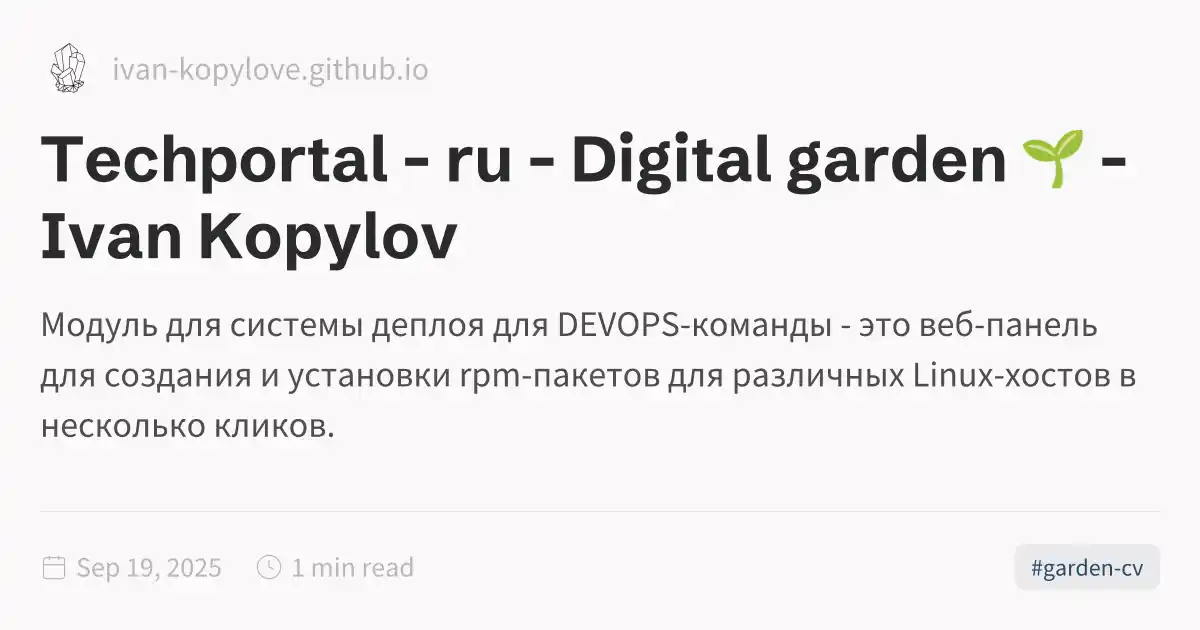 ivan-kopylove.github.io
Techportal - ru - Digital garden 🌱 -
Ivan Kopylov
Модуль для системы деплоя для DEVOPS-команды - это веб-панель
для создания и установки rpm-пакетов для различных Linux-хостов в
несколько кликов.
Sep 19, 2025
1 min read
#garden-cv